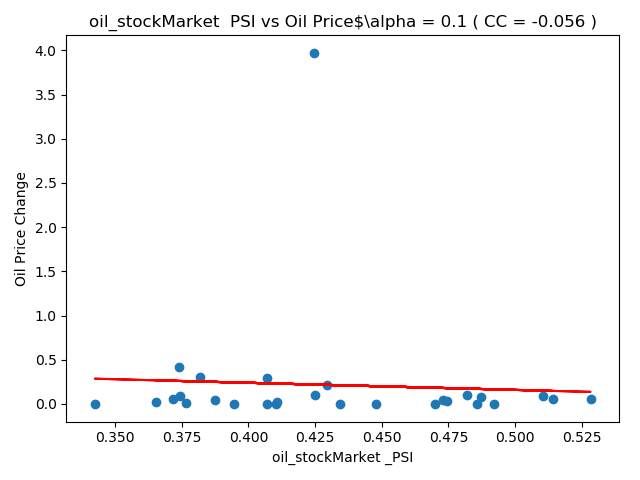 oil_stockMarket  PSI vs Oil Price$\alpha = 0.1 ( CC = -0.056 )
4.0
3.5
3.0
2.5
2.0
1.5
1.0
0.5
0.0
Oil Price Change
0.350 0.375 0.400 0.425 0.450 0.475 0.500 0.525
oil_stockMarket _PSI